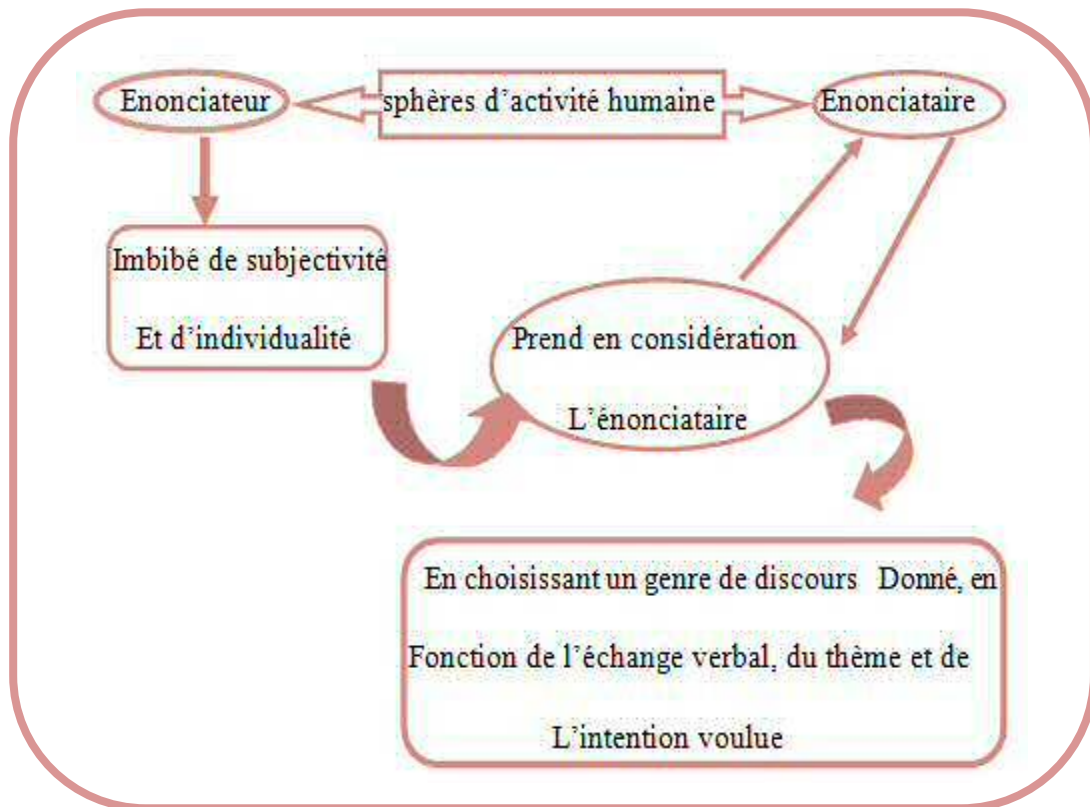 Enonciateur
sphères d’activité humaine
Enonciataire
Imbibé de subjectivité
Et d’individualité
Prend en considération
L’énonciataire
En choisissant un genre de discours Donné, en
Fonction de l’échange verbal, du thème et de
L’intention voulue